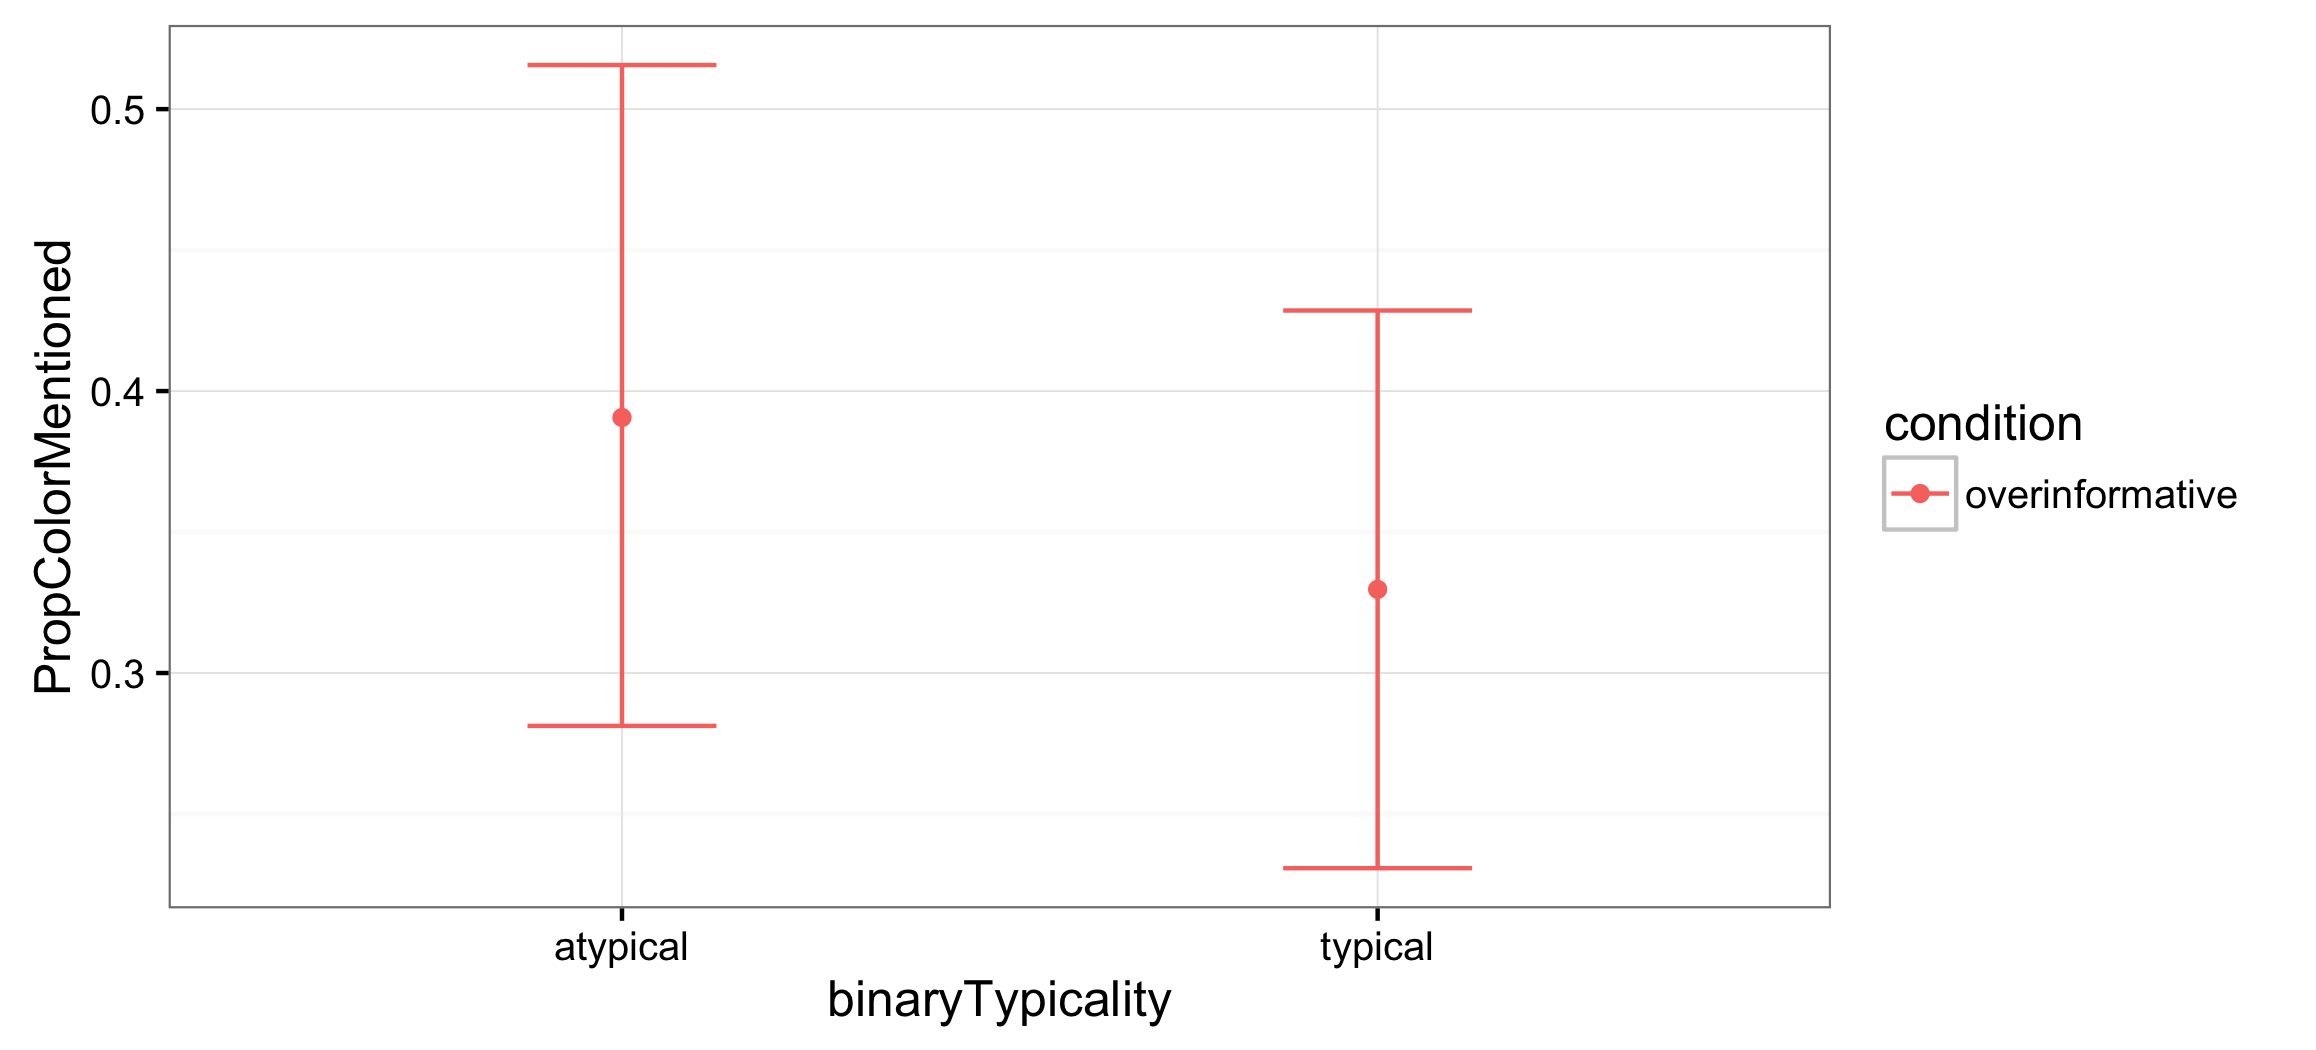 PropColorMentioned
0.5
0.4
0.3
atypical
typical
binaryTypicality
condition
overinformative